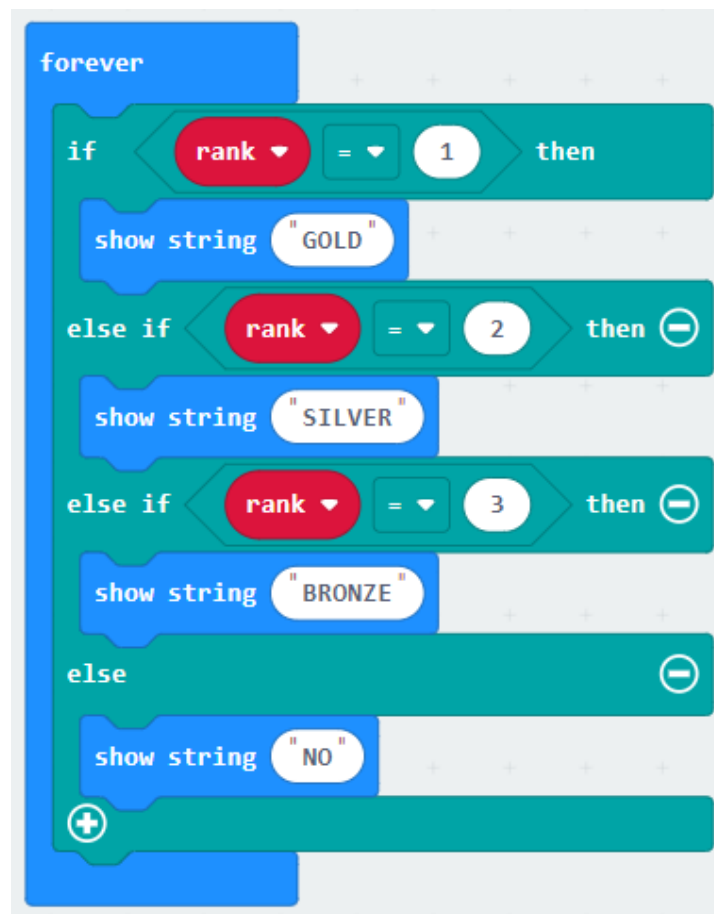 forever
if rank = 1 then
show string "GOLD"
else if rank = 2 then
show string "SILVER"
else if rank = 3 then
show string "BRONZE"
else
show string "NO"